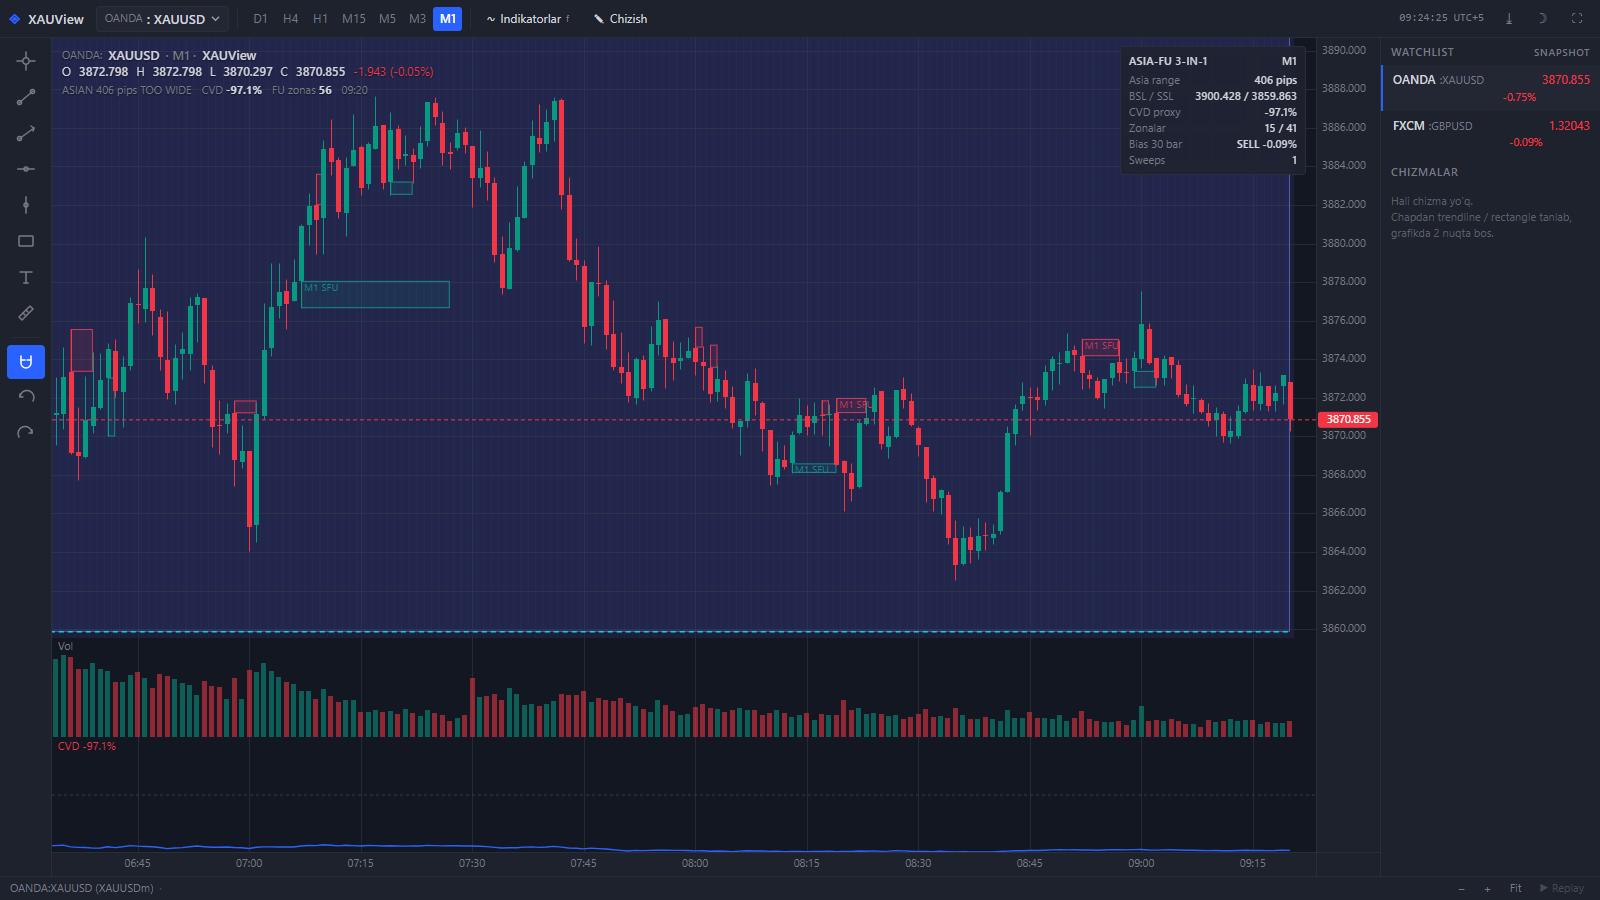 XAUView OANDA : XAUUSD D1 H4 H1 M15 M5 M3 M1 Indikatorlar f Chizish 09:24:25 UTC+5
OANDA: XAUUSD · M1 · XAUView
O 3872.798 H 3872.798 L 3870.297 C 3870.855 -1.943 (-0.05%)
ASIAN 406 pips TOO WIDE CVD -97.1% FU zonas 56 09:20
ASIA-FU 3-IN-1 M1
Asia range 406 pips
BSL / SSL 3900.428 / 3859.863
CVD proxy -97.1%
Zonalar 15 / 41
Bias 30 bar SELL -0.09%
Sweeps 1
M1 SFU
M1 SFU
M1 SFU
M1 SFU
3890.000
3888.000
3886.000
3884.000
3882.000
3880.000
3878.000
3876.000
3874.000
3872.000
3870.855
3870.000
3868.000
3866.000
3864.000
3862.000
3860.000
WATCHLIST SNAPSHOT
OANDA :XAUUSD 3870.855
-0.75%
FXCM :GBPUSD 1.32043
-0.09%
CHIZMALAR
Hali chizma yo'q.
Chapdan trendline / rectangle tanlab,
grafikda 2 nuqta bos.
Vol
CVD -97.1%
06:45 07:00 07:15 07:30 07:45 08:00 08:15 08:30 08:45 09:00 09:15
OANDA:XAUUSD (XAUUSDm) ·
− + Fit Replay